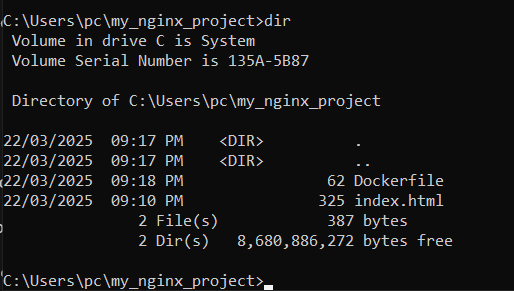 C:\Users\pc\my_nginx_project>dir
 Volume in drive C is System
 Volume Serial Number is 135A-5B87

 Directory of C:\Users\pc\my_nginx_project

22/03/2025  09:17 PM    <DIR>          .
22/03/2025  09:17 PM    <DIR>          ..
22/03/2025  09:18 PM                62 Dockerfile
22/03/2025  09:10 PM               325 index.html
               2 File(s)            387 bytes
               2 Dir(s)   8,680,886,272 bytes free

C:\Users\pc\my_nginx_project>